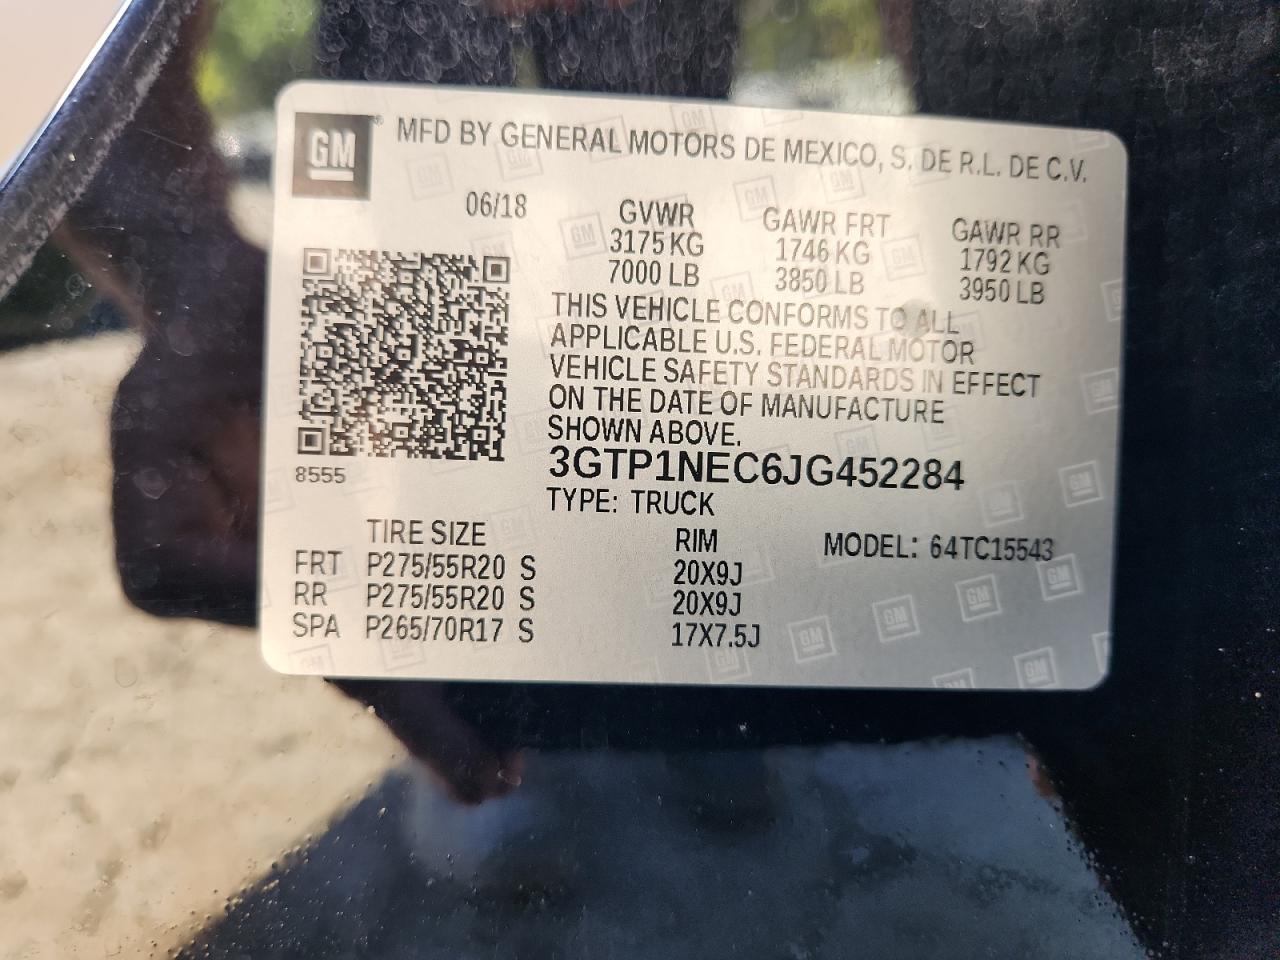 GM
MFD BY GENERAL MOTORS DE MEXICO, S. DE R.L. DE C.V.
06/18
GVWR GAWR FRT GAWR RR
3175 KG 1746 KG 1792 KG
7000 LB 3850 LB 3950 LB
THIS VEHICLE CONFORMS TO ALL
APPLICABLE U.S. FEDERAL MOTOR
VEHICLE SAFETY STANDARDS IN EFFECT
ON THE DATE OF MANUFACTURE
SHOWN ABOVE.
3GTP1NEC6JG452284
8555
TYPE: TRUCK
TIRE SIZE RIM MODEL: 64TC15543
FRT P275/55R20 S 20X9J
RR P275/55R20 S 20X9J
SPA P265/70R17 S 17X7.5J